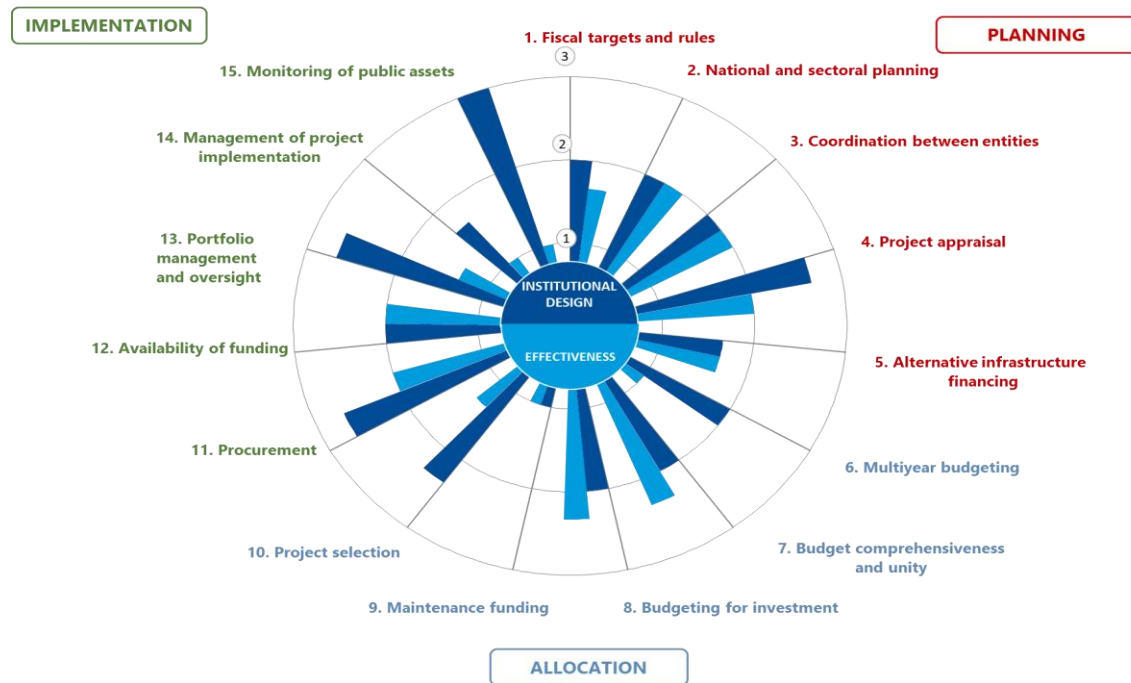 IMPLEMENTATION
PLANNING
1. Fiscal targets and rules
2. National and sectoral planning
3. Coordination between entities
4. Project appraisal
5. Alternative infrastructure
financing
6. Multiyear budgeting
7. Budget comprehensiveness
and unity
8. Budgeting for investment
9. Maintenance funding
10. Project selection
11. Procurement
12. Availability of funding
13. Portfolio
management
and oversight
14. Management of project
implementation
15. Monitoring of public assets
3
2
1
INSTITUTIONAL
DESIGN
EFFECTIVENESS
ALLOCATION